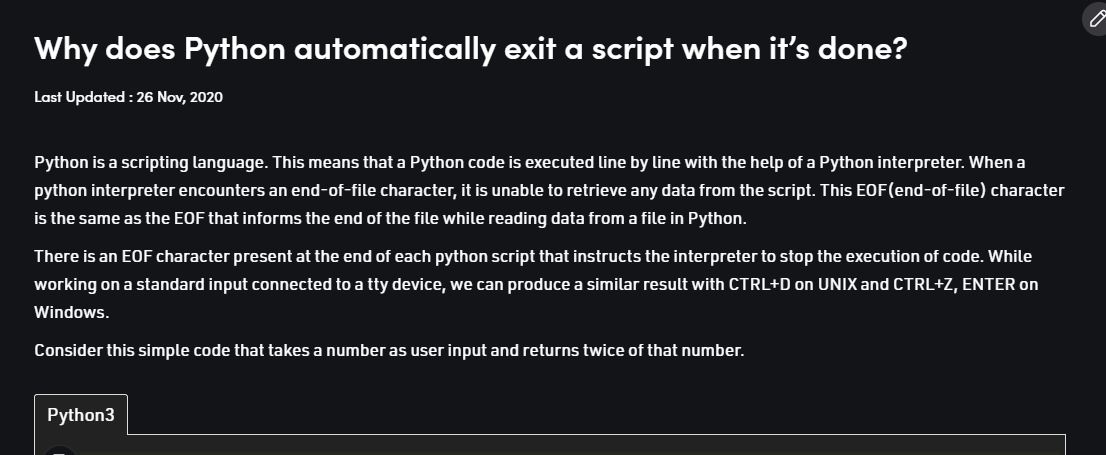 Why does Python automatically exit a script when it’s done?
Last Updated : 26 Nov, 2020
Python is a scripting language. This means that a Python code is executed line by line with the help of a Python interpreter. When a
python interpreter encounters an end-of-file character, it is unable to retrieve any data from the script. This EOF(end-of-file) character
is the same as the EOF that informs the end of the file while reading data from a file in Python.
There is an EOF character present at the end of each python script that instructs the interpreter to stop the execution of code. While
working on a standard input connected to a tty device, we can produce a similar result with CTRL+D on UNIX and CTRL+Z, ENTER on
Windows.
Consider this simple code that takes a number as user input and returns twice of that number.
Python3